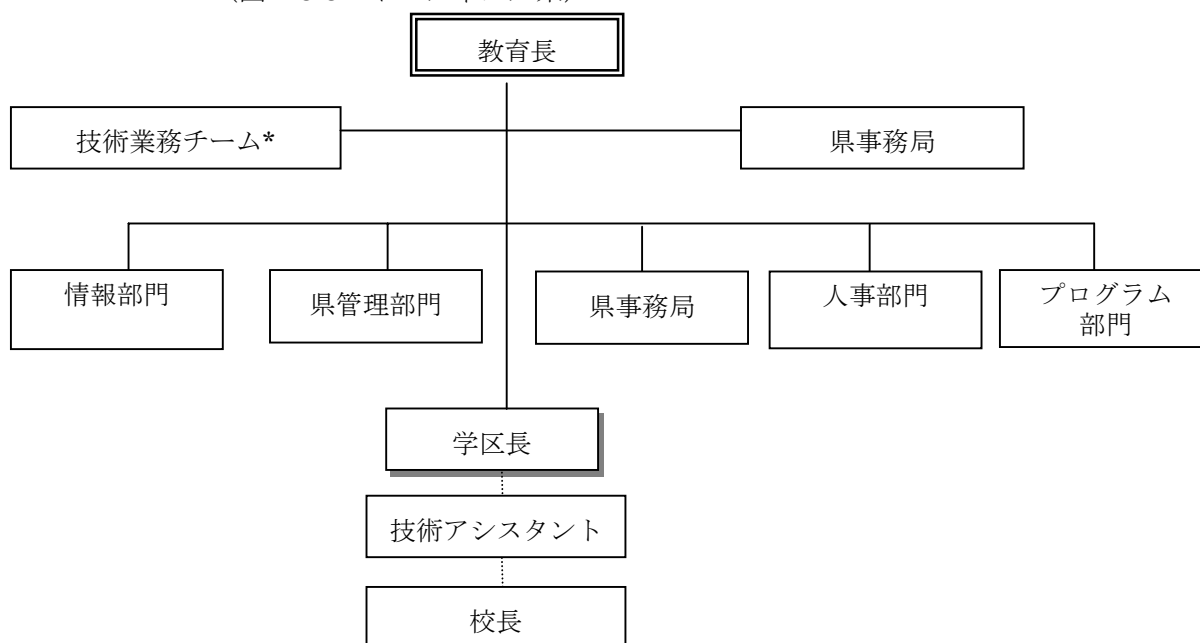 教育長
技術業務チーム*
県事務局
情報部門
県管理部門
県事務局
人事部門
プログラム
部門
学区長
技術アシスタント
校長